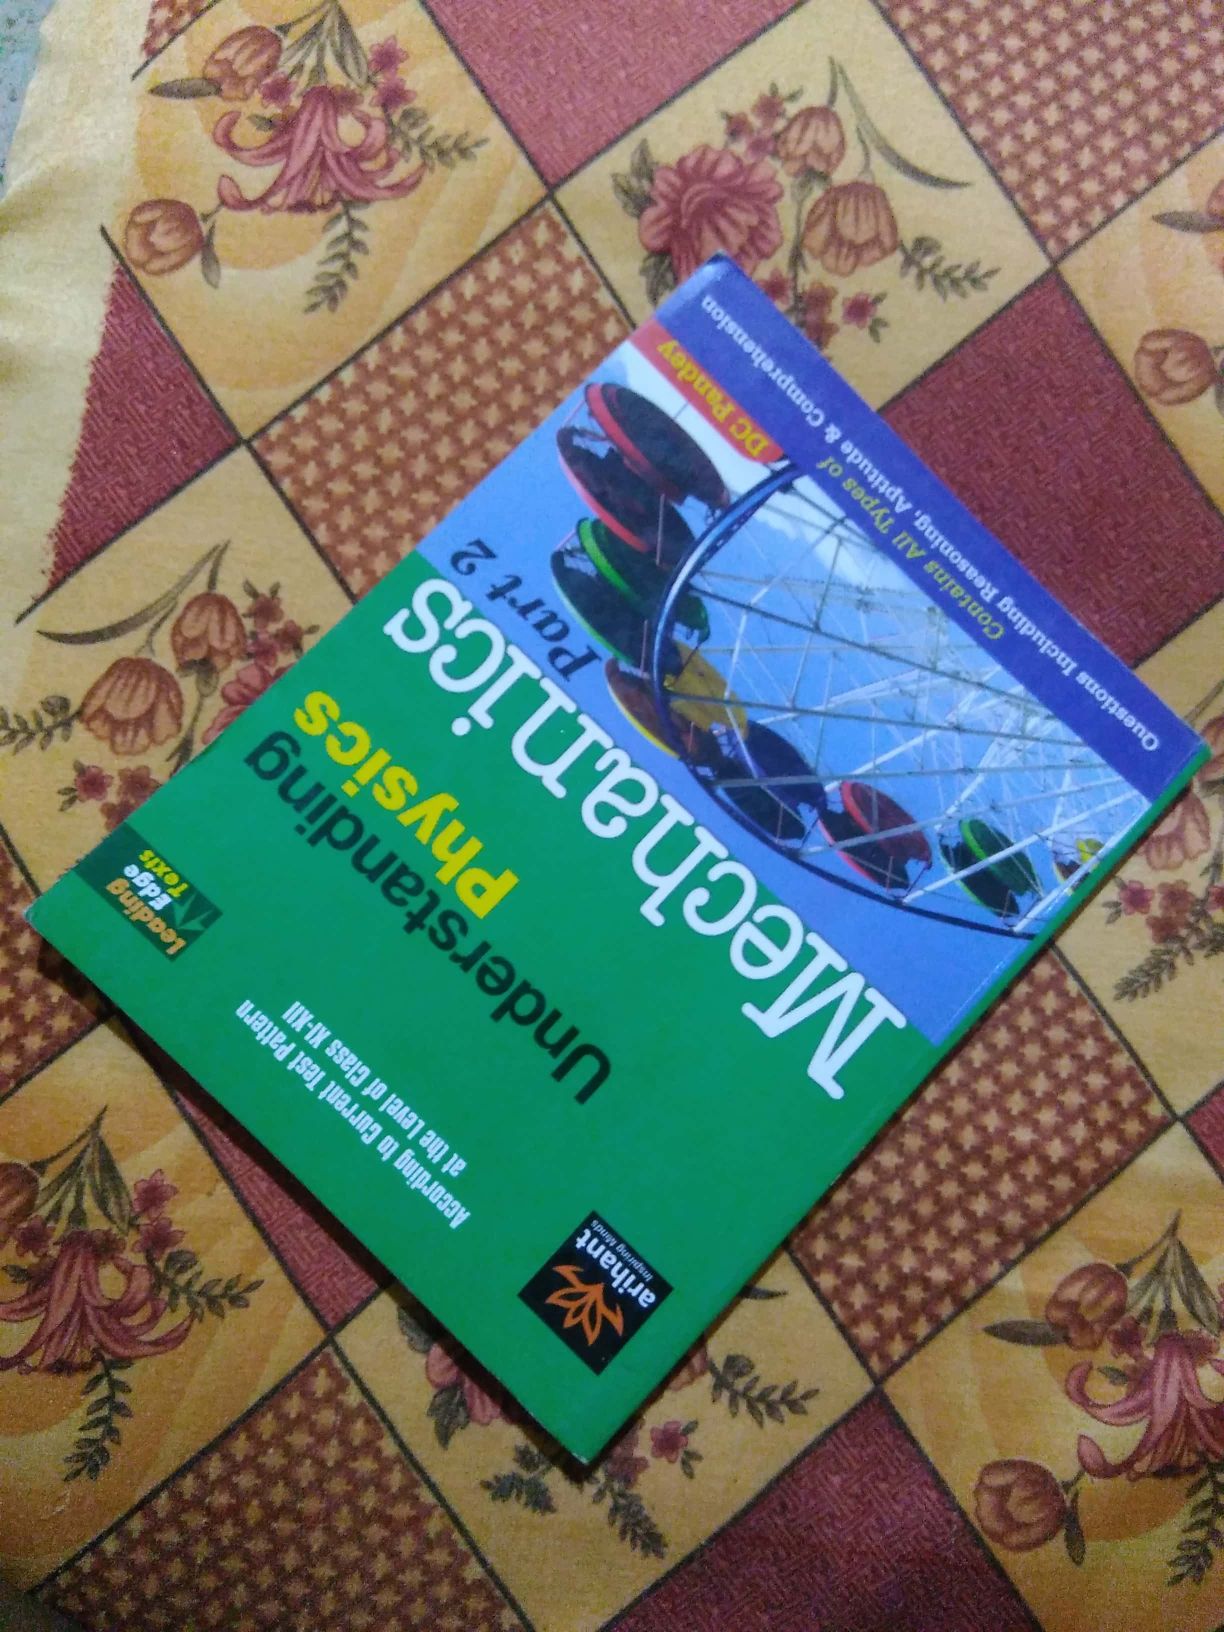 arihant
Inspiring Minds
According to Current Test Pattern
at the Level of Class XI-XII
Leading
Edge
Texts
Understanding
Physics
Mechanics
Part 2
DC Pandey
Contains All Types of
Questions Including Reasoning, Aptitude & Comprehension